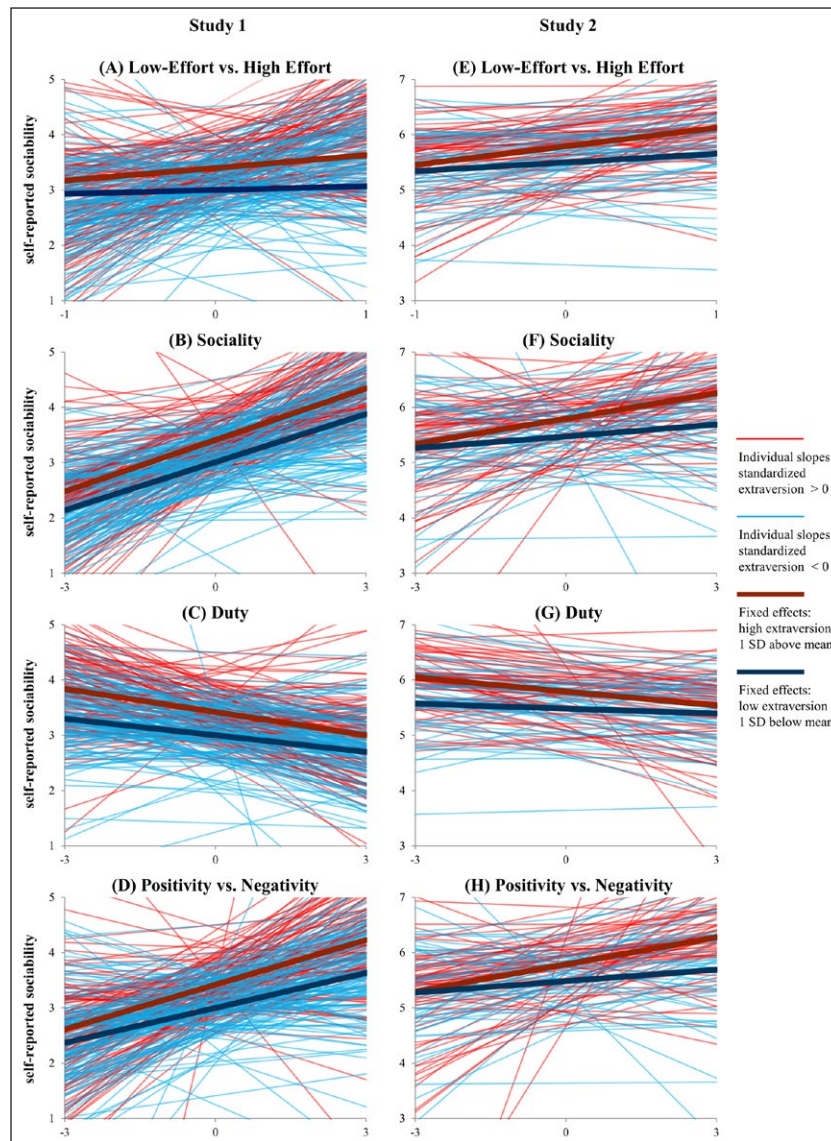 Study 1
Study 2
(A) Low-Effort vs. High Effort
(E) Low-Effort vs. High Effort
self-reported sociability
5
4
3
2
1
-1
0
1
7
6
5
4
3
-1
0
1
(B) Sociality
(F) Sociality
self-reported sociability
5
4
3
2
1
-3
0
3
7
6
5
4
3
-3
0
3
(C) Duty
(G) Duty
self-reported sociability
5
4
3
2
1
-3
0
3
7
6
5
4
3
-3
0
3
(D) Positivity vs. Negativity
(H) Positivity vs. Negativity
self-reported sociability
5
4
3
2
1
-3
0
3
7
6
5
4
3
-3
0
3
Individual slopes
standardized
extraversion > 0
Individual slopes
standardized
extraversion < 0
Fixed effects:
high extraversion
1 SD above mean
Fixed effects:
low extraversion
1 SD below mean